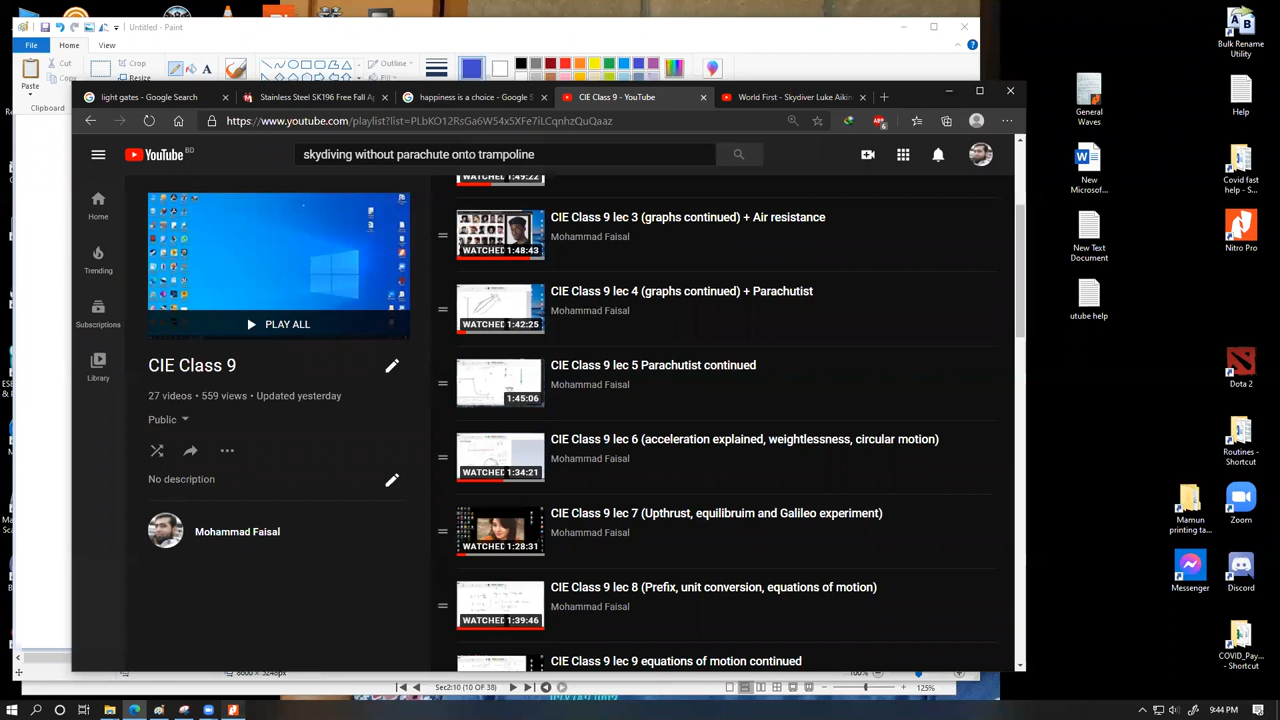 Untitled - Paint
File
Home
View
Paste
Cut
Copy
Crop
Resize
Outline
Fill
Clipboard
light gates - Google Search
Stainless Steel SK196 Free Fall A
happiness is a choice - Google S
CIE Class 9 - YouTube
World First - Skydived Luke Aikin
YouTube BD
skydiving without parachute onto trampoline
Home
Trending
Subscriptions
Library
PLAY ALL
CIE Class 9
27 videos • 559 views • Updated yesterday
Public
No description
Mohammad Faisal
1:49:22
CIE Class 9 lec 3 (graphs continued) + Air resistance
Mohammad Faisal
WATCHED 1:48:43
CIE Class 9 lec 4 (graphs continued) + Parachutist
Mohammad Faisal
WATCHED 1:42:25
CIE Class 9 lec 5 Parachutist continued
Mohammad Faisal
1:45:06
CIE Class 9 lec 6 (acceleration explained, weightlessness, circular motion)
Mohammad Faisal
WATCHED 1:34:21
CIE Class 9 lec 7 (Upthrust, equilibruim and Galileo experiment)
Mohammad Faisal
WATCHED 1:28:31
CIE Class 9 lec 8 (Prefix, unit conversion equations of motion)
Mohammad Faisal
WATCHED 1:39:46
CIE Class 9 lec 9 equations of motion continued
Sec2:10 (10 OF 38)
100%
125%
General Waves
New Microsof...
New Text Document
utube help
Bulk Rename Utility
Help
Covid fast help - S...
Nitro Pro
Dota 2
Routines - Shortcut
Mamun printing ta...
Zoom
Messenger
Discord
COVID_Pay... - Shortcut
9:44 PM